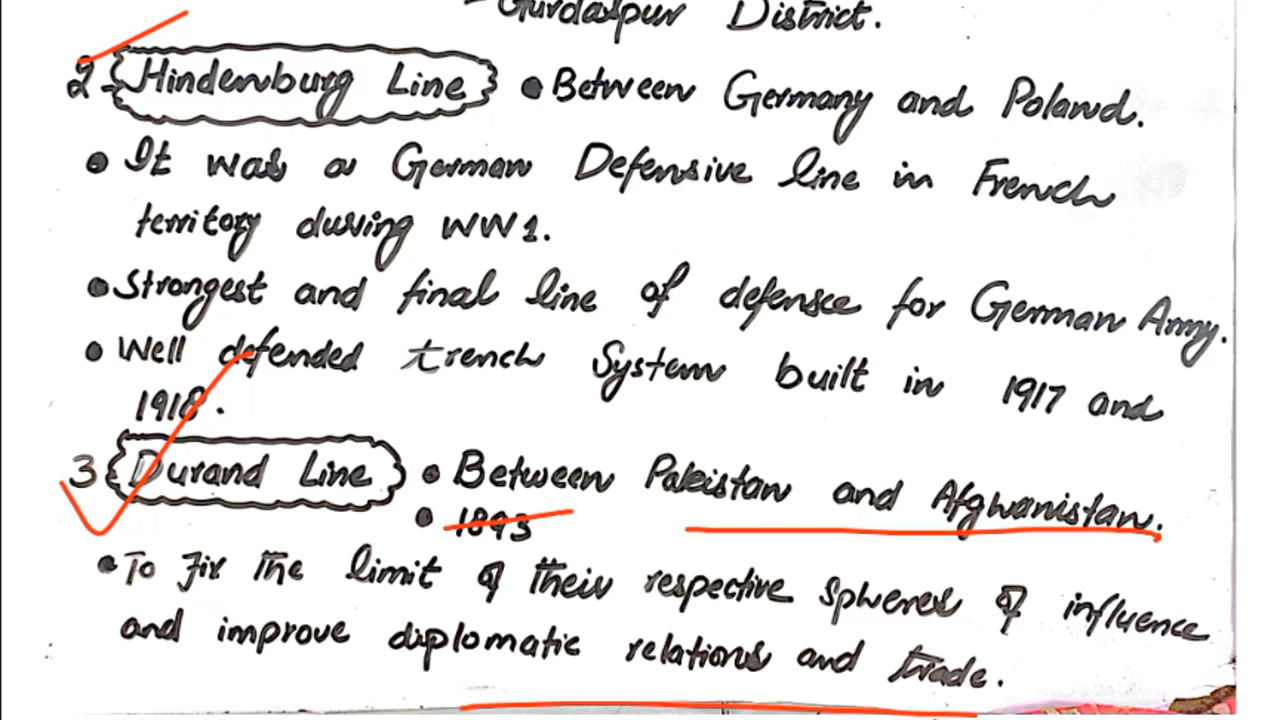 - Gurdaspur District.
2 Hindenburg Line • Between Germany and Poland.
• It was a German Defensive line in French
territory during WW1.
• Strongest and final line of defense for German Army.
• Well defended trench System built in 1917 and
1918.
3 Durand Line • Between Pakistan and Afghanistan.
• 1893
• To Fix The limit of Their respective spheres of influence
and improve diplomatic relations and trade.